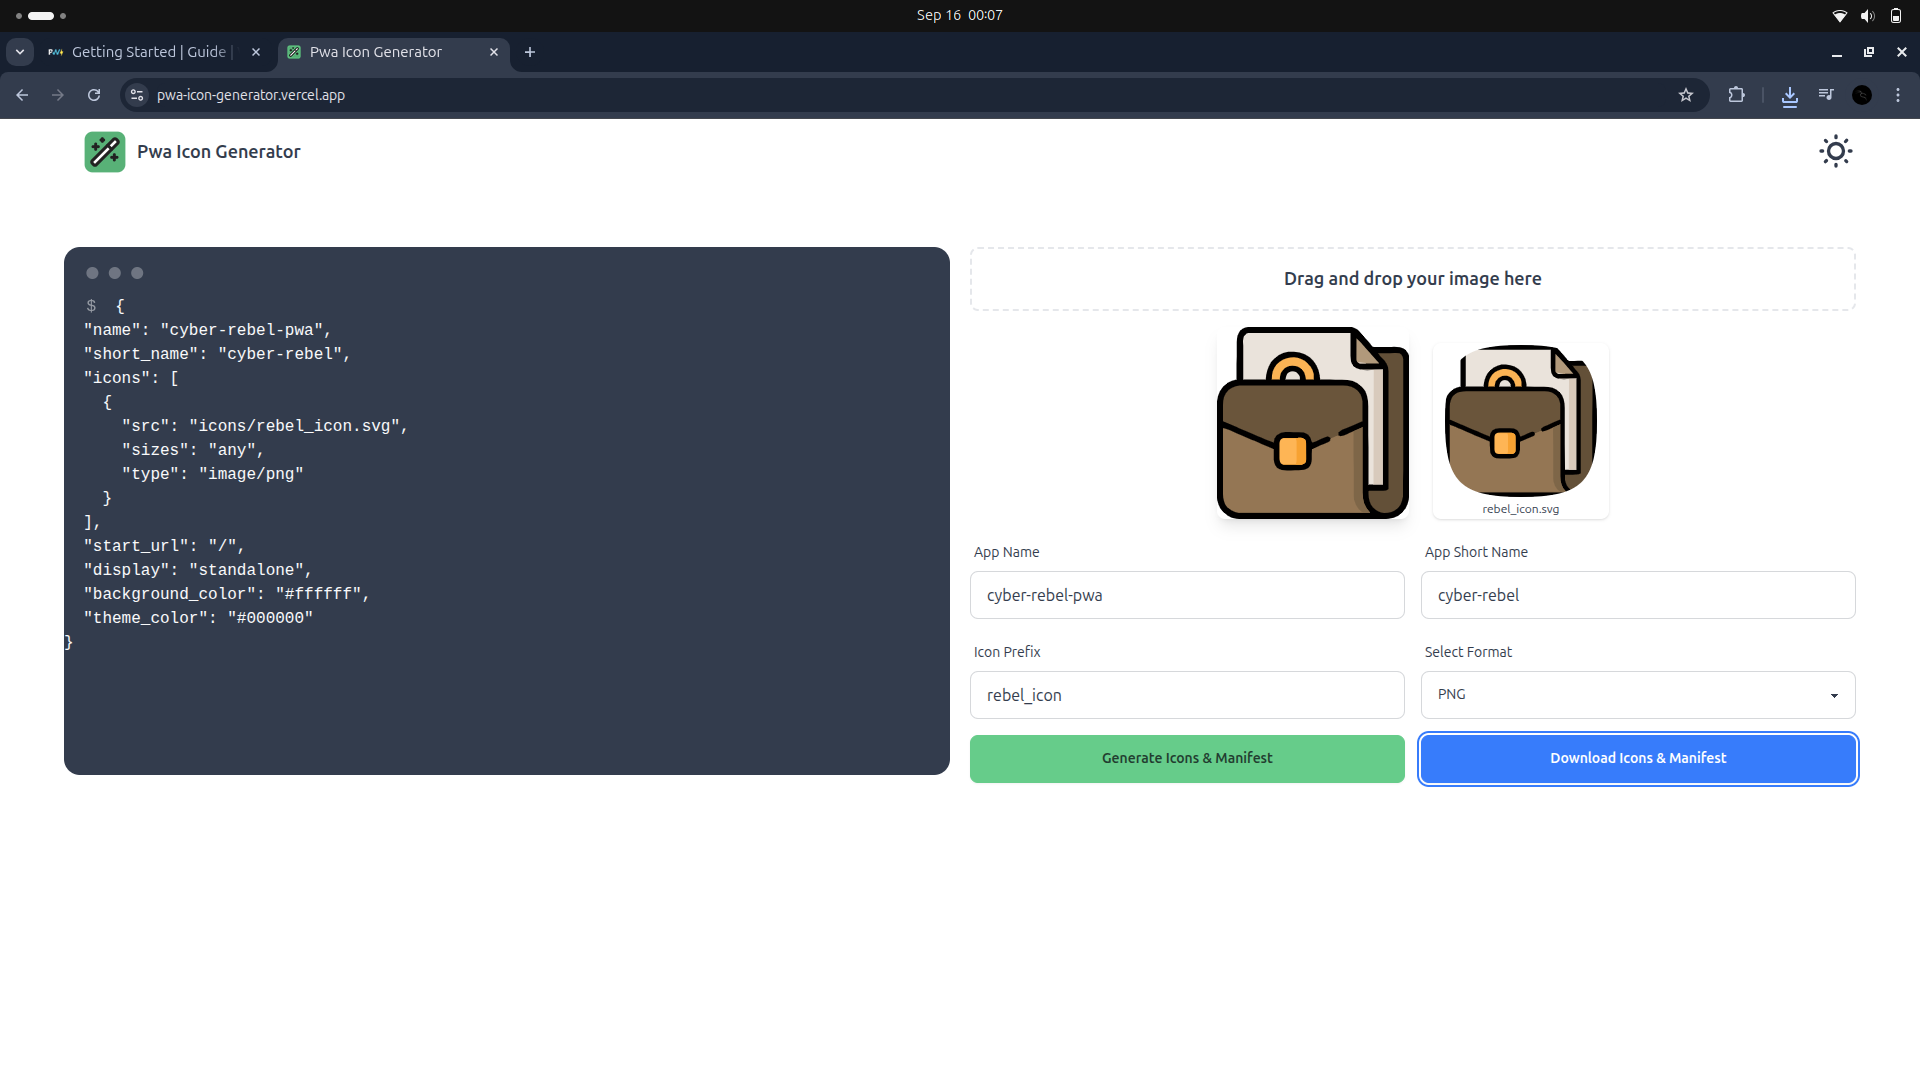 Sep 16 00:07
PW Getting Started | Guide |
Pwa Icon Generator
pwa-icon-generator.vercel.app
Pwa Icon Generator
$ {
"name": "cyber-rebel-pwa",
"short_name": "cyber-rebel",
"icons": [
{
"src": "icons/rebel_icon.svg",
"sizes": "any",
"type": "image/png"
}
],
"start_url": "/",
"display": "standalone",
"background_color": "#ffffff",
"theme_color": "#000000"
}
Drag and drop your image here
rebel_icon.svg
App Name
App Short Name
cyber-rebel-pwa
cyber-rebel
Icon Prefix
Select Format
rebel_icon
PNG
Generate Icons & Manifest
Download Icons & Manifest